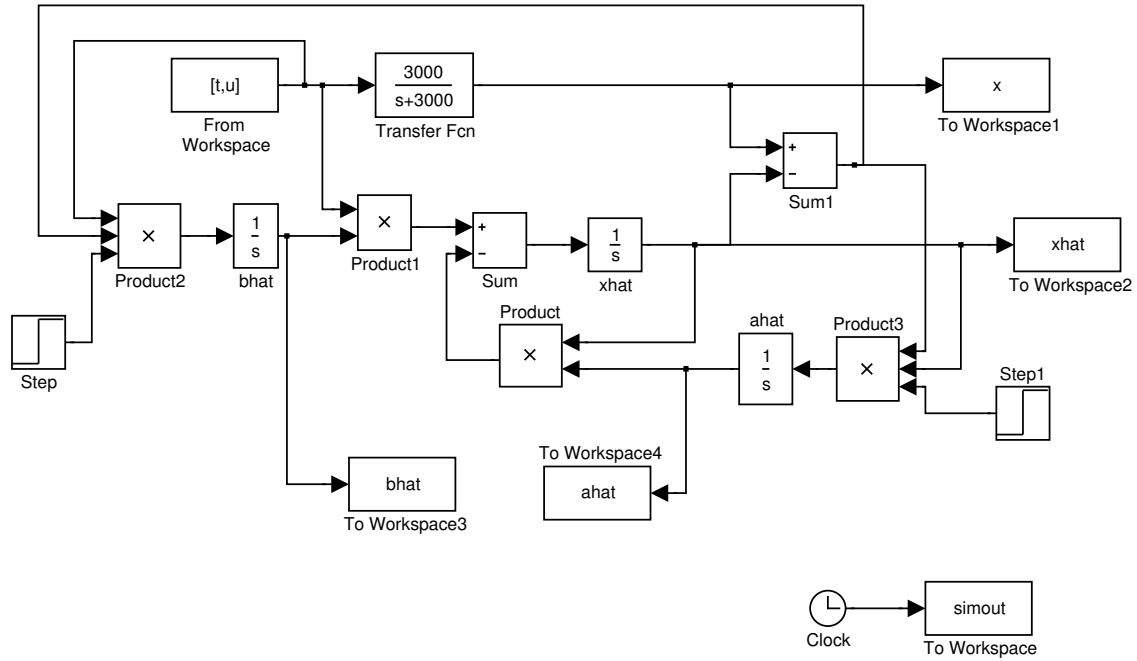 [t,u]
From
Workspace
3000
s+3000
Transfer Fcn
x
To Workspace1
+
−
Sum1
×
Product2
1
s
bhat
×
Product1
+
−
Sum
1
s
xhat
xhat
To Workspace2
Step
Product
×
ahat
1
s
Product3
×
Step1
bhat
To Workspace3
To Workspace4
ahat
Clock
simout
To Workspace